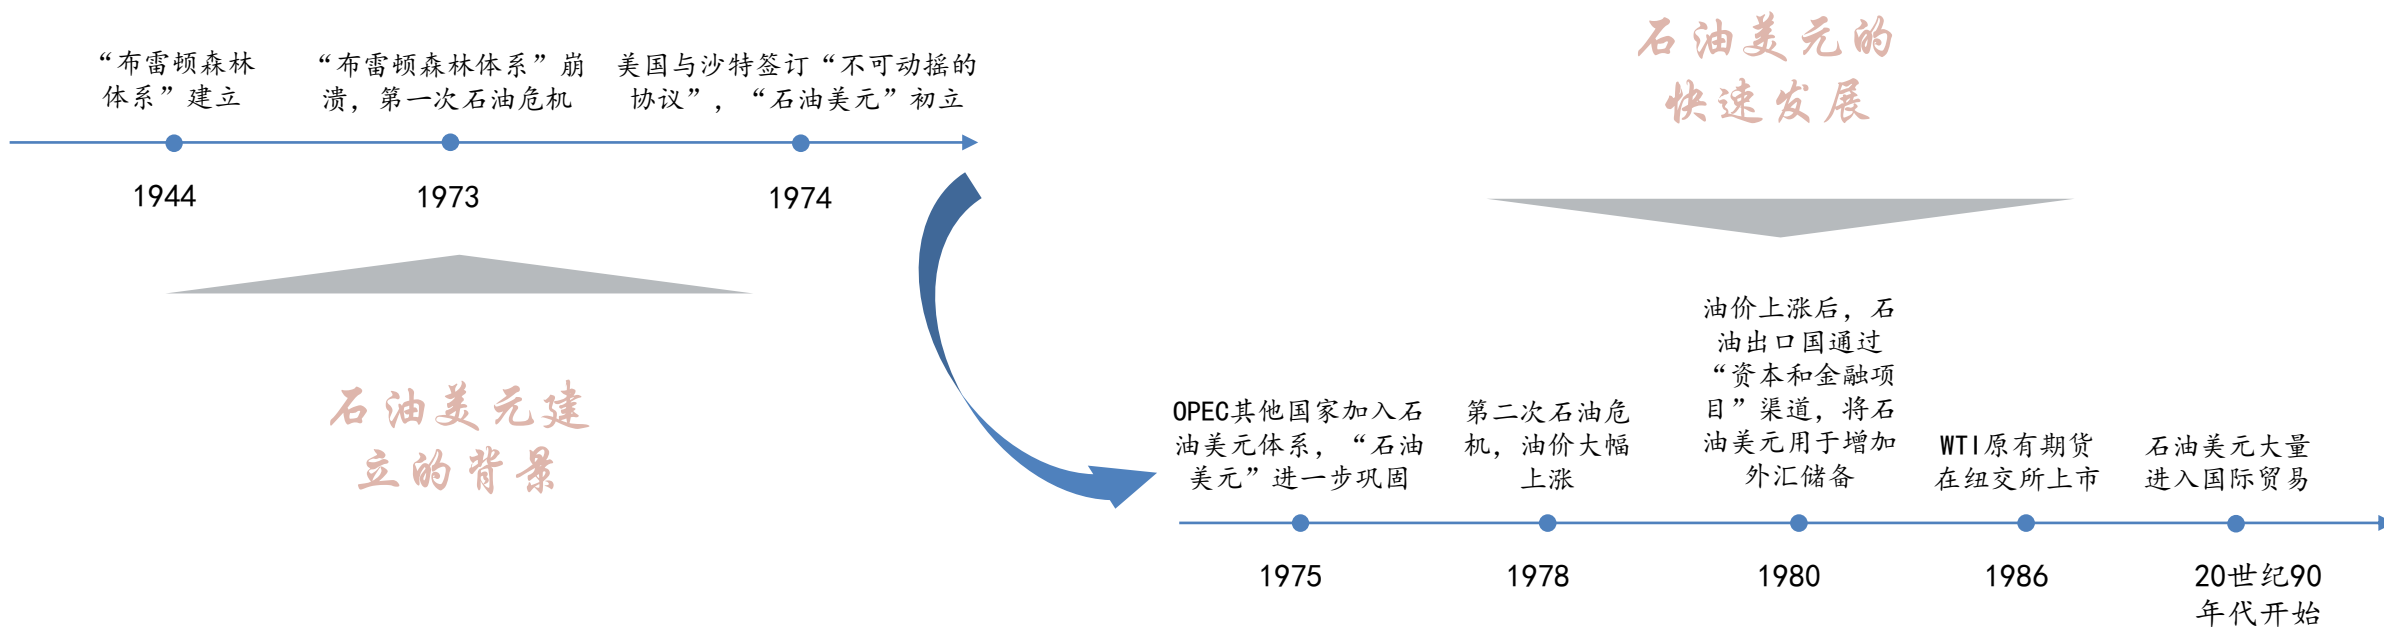 “布雷顿森林
体系”建立
“布雷顿森林体系”崩
溃，第一次石油危机
美国与沙特签订“不可动摇的
协议”，“石油美元”初立
1944
1973
1974
石油美元建
立的背景
石油美元的
快速发展
OPEC其他国家加入石
油美元体系，“石油
美元”进一步巩固
第二次石油危
机，油价大幅
上涨
油价上涨后，石
油出口国通过
“资本和金融项
目”渠道，将石
油美元用于增加
外汇储备
WTI原有期货
在纽交所上市
石油美元大量
进入国际贸易
1975
1978
1980
1986
20世纪90
年代开始